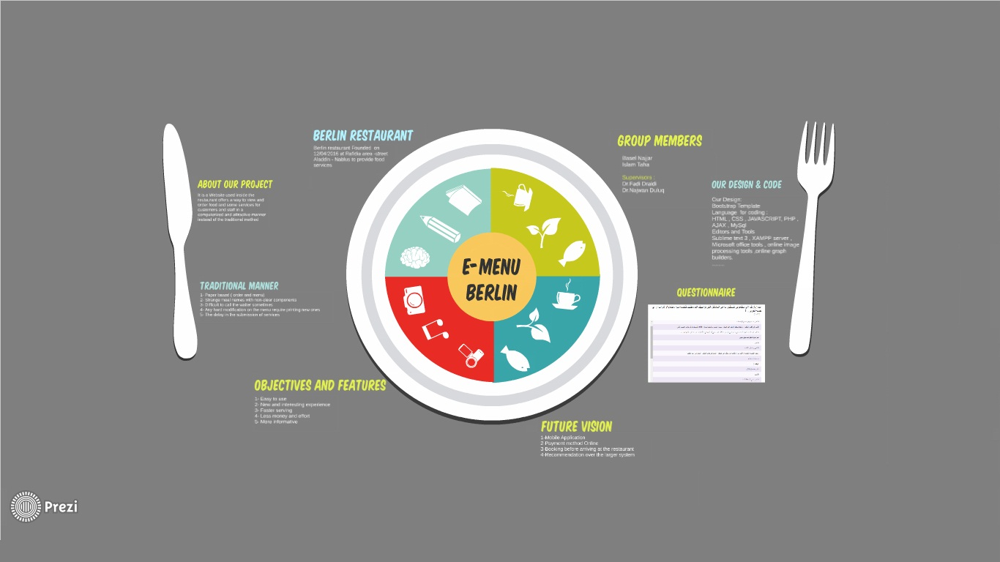 BERLIN RESTAURANT
Berlin restaurant Founded on
12/04/2016 at Rafidia area -street
Aladdin - Nablus to provide food
services
ABOUT OUR PROJECT
It is a Website used inside the
restaurant offers a way to view and
order food and some services for
customers and staff in a
computerized and attractive manner
instead of the traditional method
TRADITIONAL MANNER
1- Paper based ( order and menu)
2- Strange meal names with non-clear components
3- Difficult to call the waiter sometimes
4- Any hard modification on the menu require printing new ones
5- The delay in the submission of services
OBJECTIVES AND FEATURES
1- Easy to use
2- New and interesting experience
3- Faster serving
4- Less money and effort
5- More informative
E-MENU
BERLIN
FUTURE VISION
1-Mobile Application
2-Payment method Online
3-Booking before arriving at the restaurant
4-Recommendation over the larger system
GROUP MEMBERS
Basel Najjar
Islam Taha
Supervisors :
Dr.Fadi Draidi
Dr.Najwan Duluq
OUR DESIGN & CODE
Our Design:
Bootstrap Template
Language for coding :
HTML , CSS , JAVASCRIPT, PHP ,
AJAX , MySql
Editors and Tools
Sublime text 3 , XAMPP server ,
Microsoft office tools , online image
processing tools ,online graph
builders.
QUESTIONNAIRE
Prezi